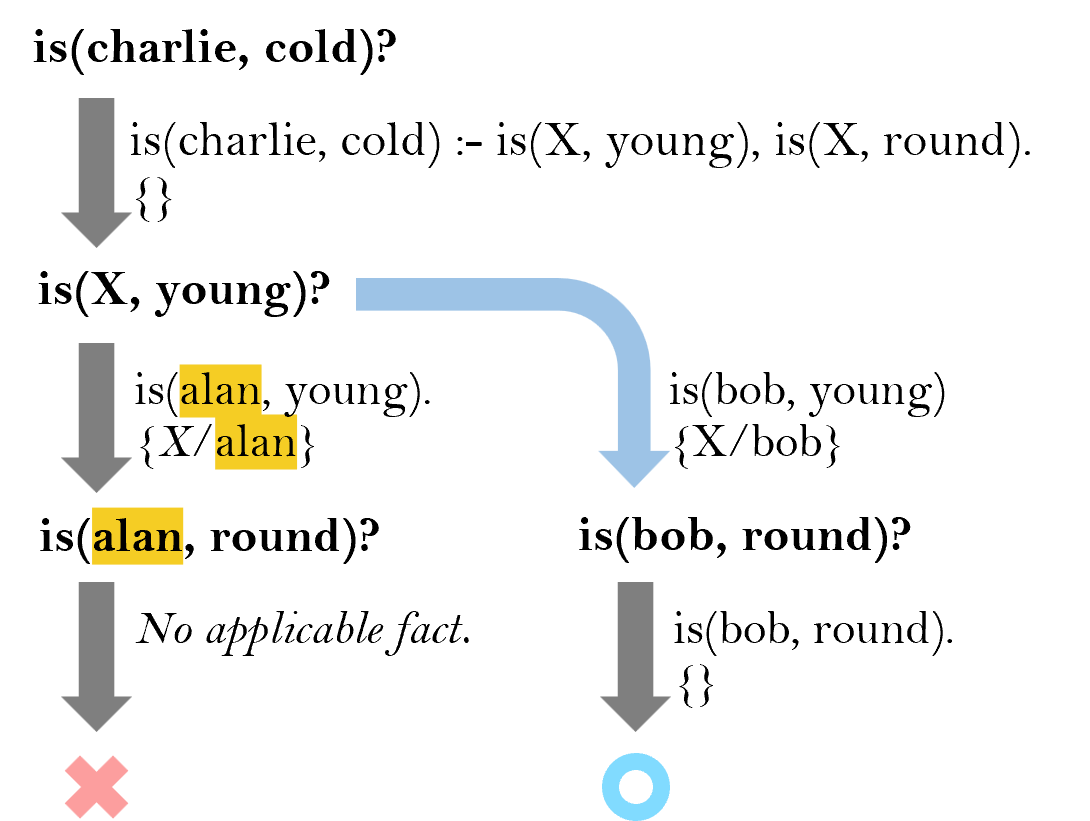 is(charlie, cold)?
is(charlie, cold) :- is(X, young), is(X, round).
{}
is(X, young)?
is(alan, young).
{X/alan}
is(bob, young)
{X/bob}
is(alan, round)?
No applicable fact.
is(bob, round)?
is(bob, round).
{}